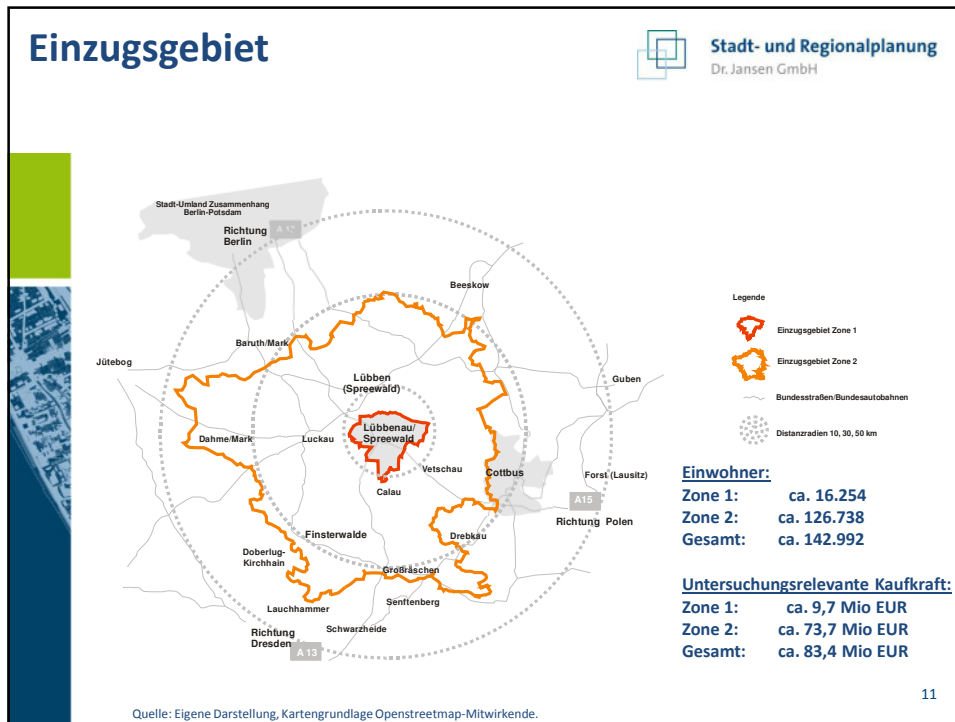 Einzugsgebiet
Stadt- und Regionalplanung
Dr. Jansen GmbH
Stadt-Umland Zusammenhang
Berlin-Potsdam
Richtung
Berlin
Beeskow
Baruth/Mark
Jütebog
Lübben
(Spreewald)
Guben
Lübbenau/
Spreewald
Dahme/Mark
Luckau
Vetschau
Cottbus
Forst (Lausitz)
Calau
A15
Richtung Polen
Finsterwalde
Drebkau
Doberlug-
Kirchhain
Großräschen
Senftenberg
Lauchhammer
Schwarzheide
Richtung
Dresden
A 13
Legende
Einzugsgebiet Zone 1
Einzugsgebiet Zone 2
Bundesstraßen/Bundesautobahnen
Distanzradien 10, 30, 50 km
Einwohner:
Zone 1: ca. 16.254
Zone 2: ca. 126.738
Gesamt: ca. 142.992
Untersuchungsrelevante Kaufkraft:
Zone 1: ca. 9,7 Mio EUR
Zone 2: ca. 73,7 Mio EUR
Gesamt: ca. 83,4 Mio EUR
11
Quelle: Eigene Darstellung, Kartengrundlage Openstreetmap-Mitwirkende.